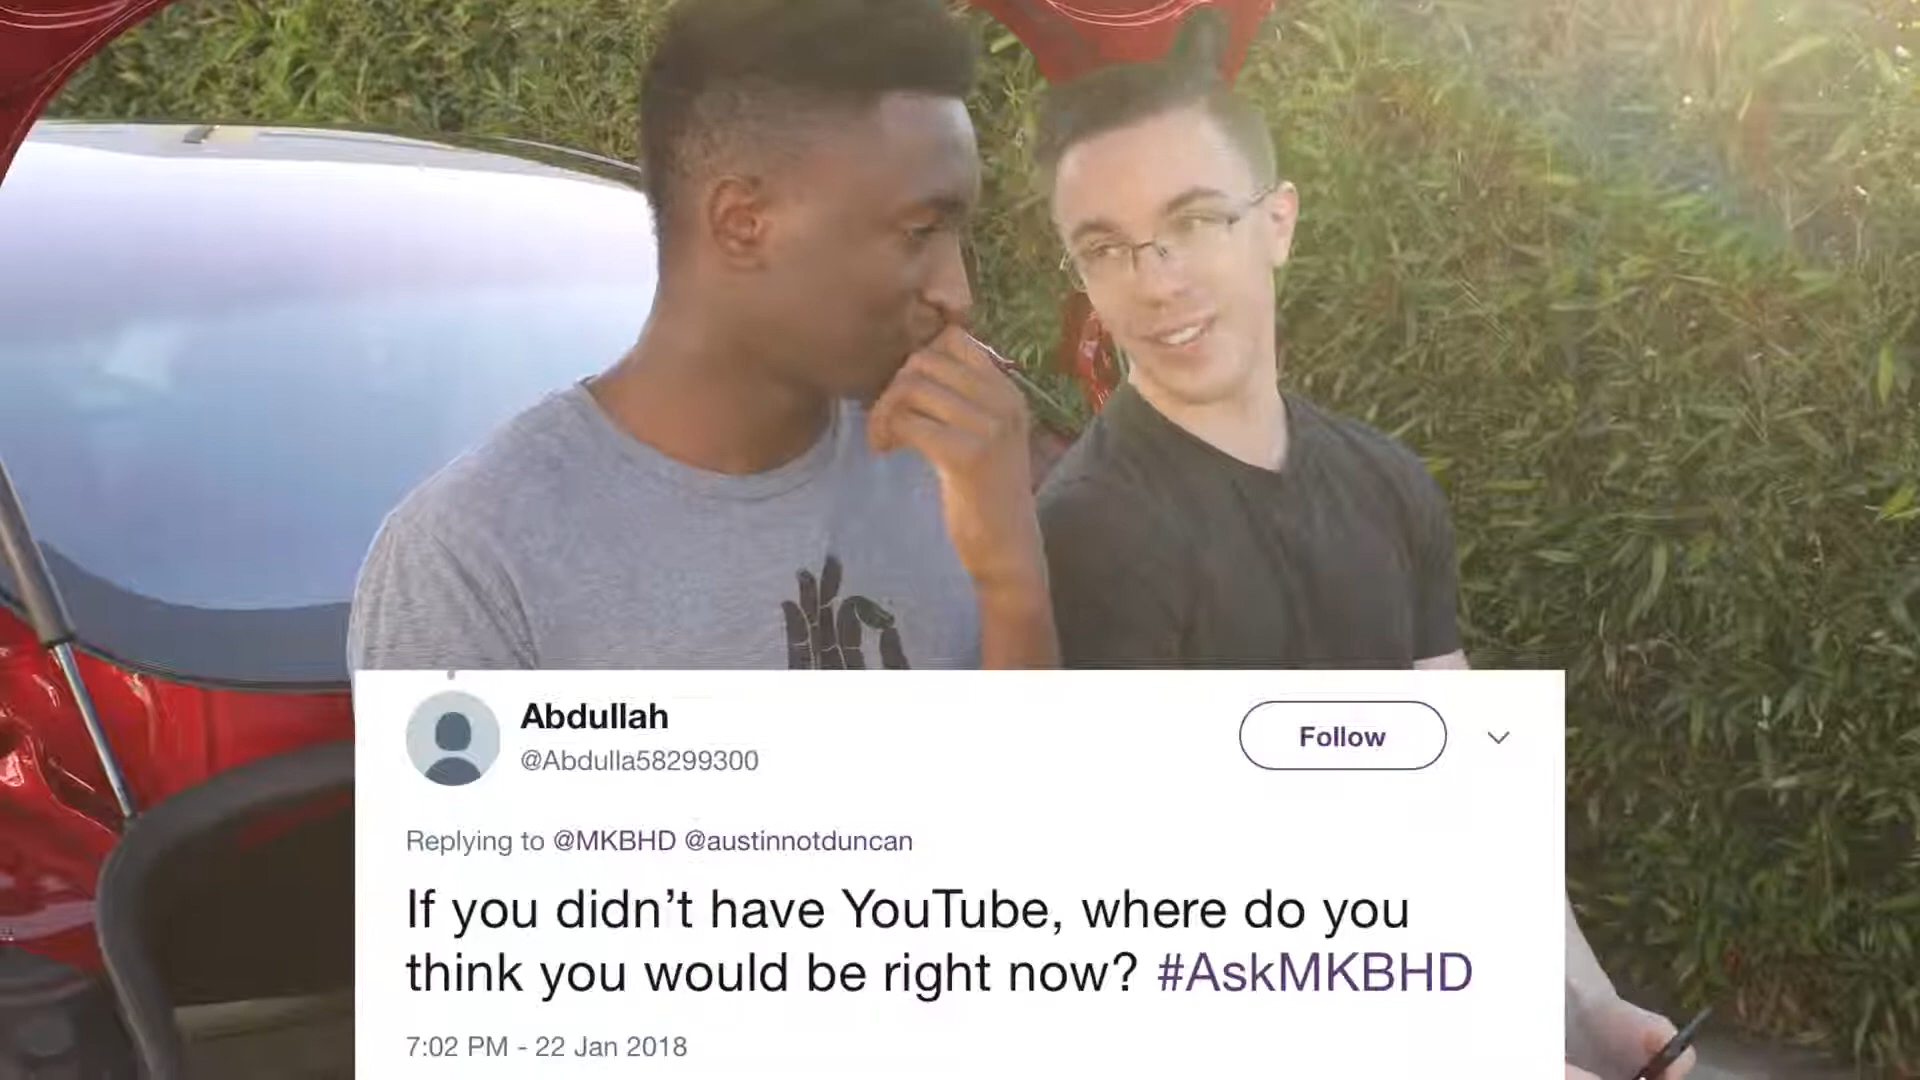 Abdullah
@Abdulla58299300
Follow
Replying to @MKBHD @austinnotduncan
If you didn’t have YouTube, where do you
think you would be right now? #AskMKBHD
7:02 PM - 22 Jan 2018